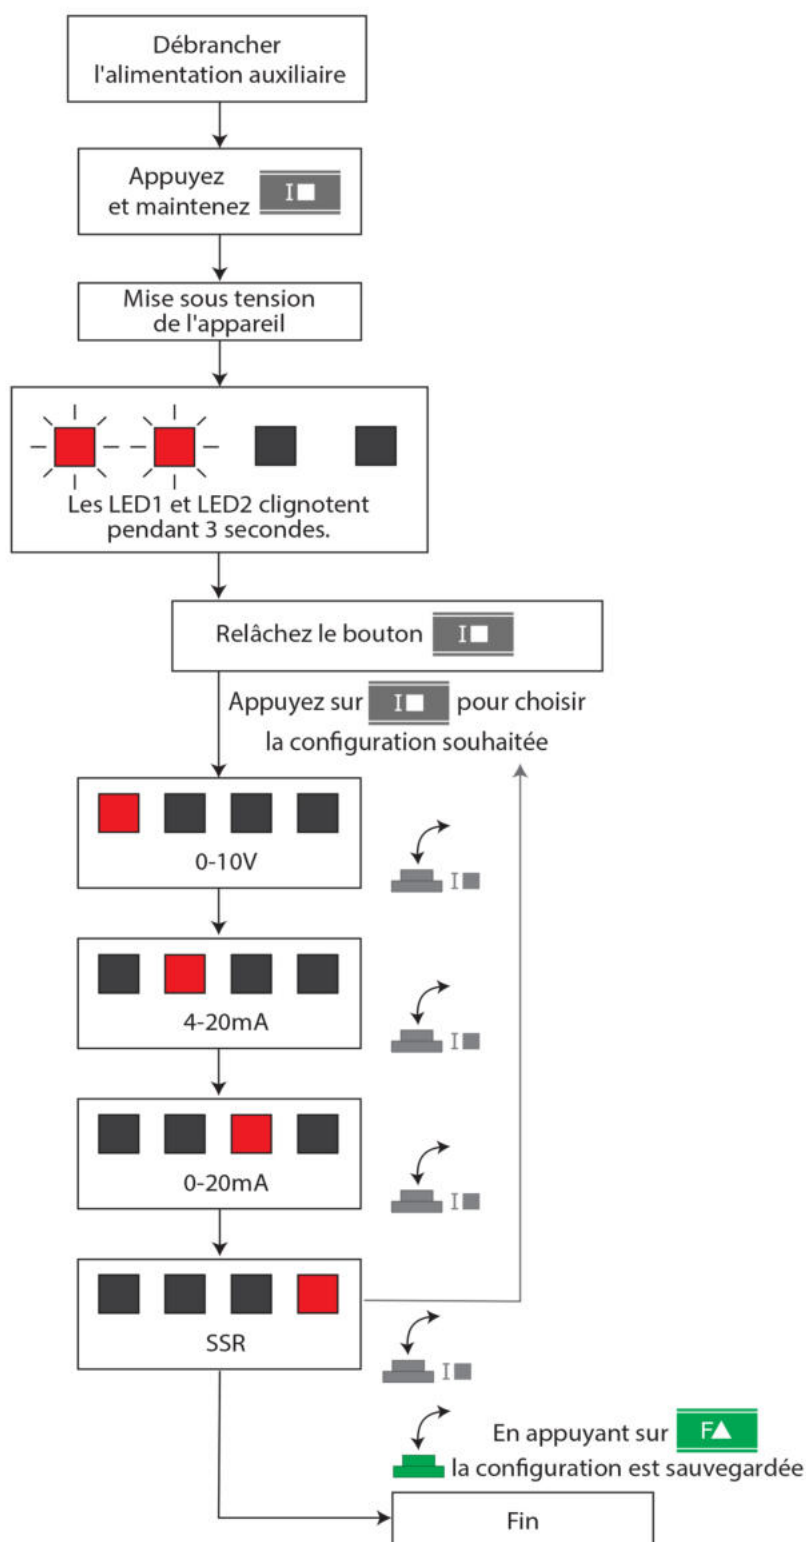 Débrancher
l'alimentation auxiliaire
Appuyez
et maintenez I
Mise sous tension
de l'appareil
Les LED1 et LED2 clignotent
pendant 3 secondes.
Relâchez le bouton I
Appuyez sur I pour choisir
la configuration souhaitée
0-10V
I
4-20mA
I
0-20mA
I
SSR
I
En appuyant sur F▲
la configuration est sauvegardée
Fin